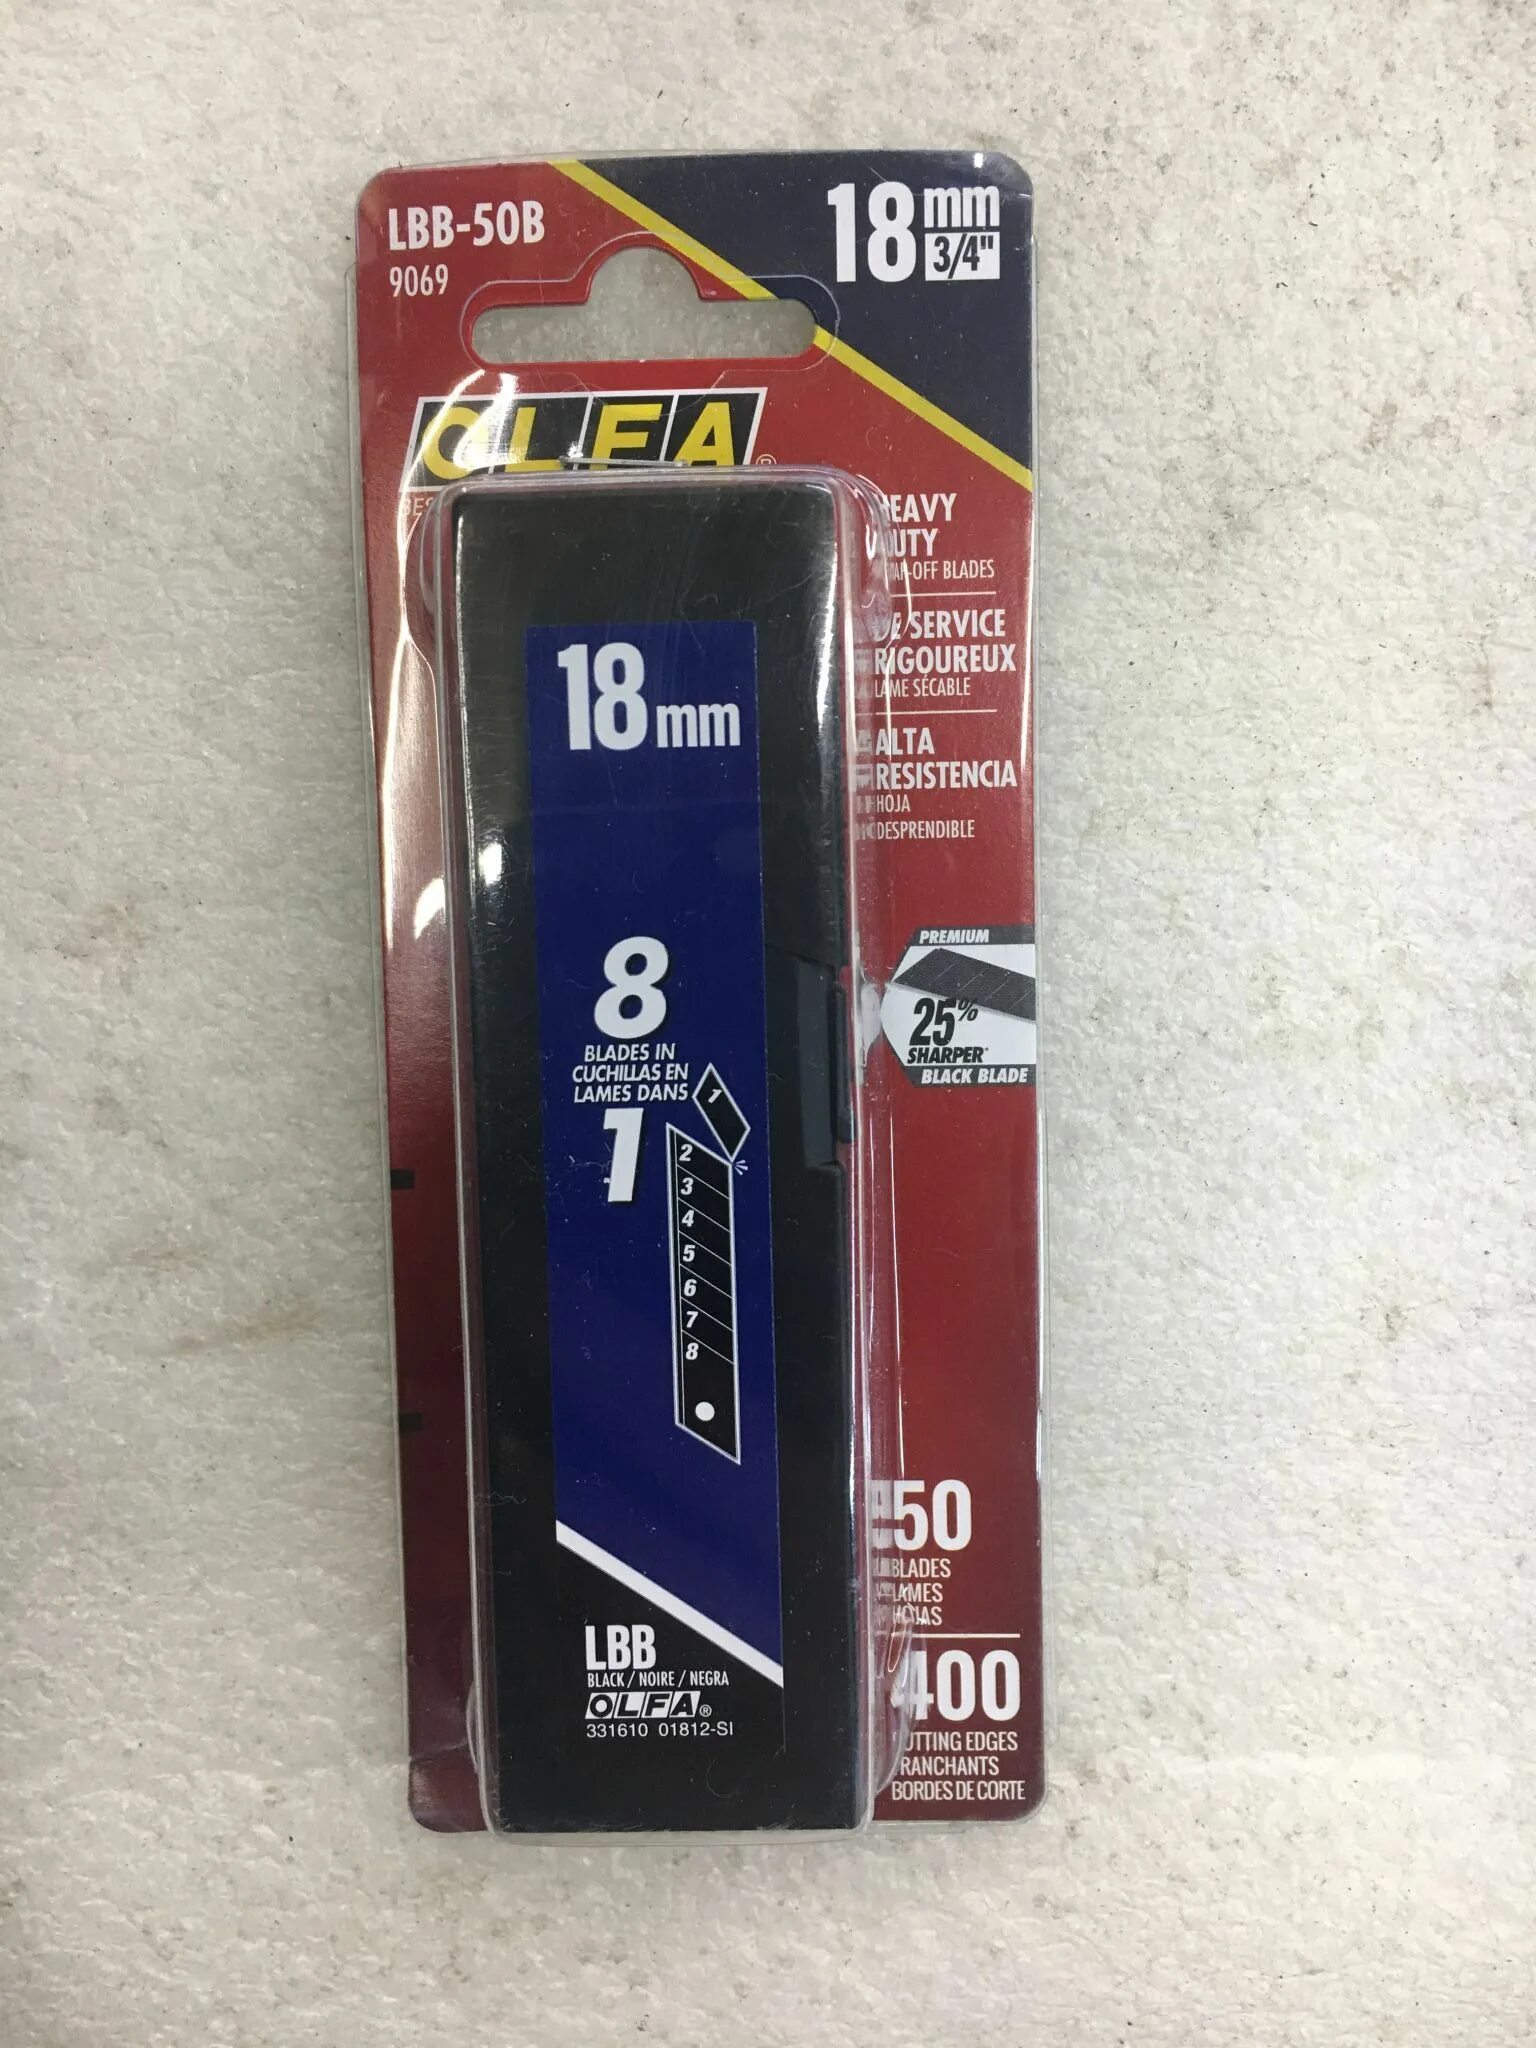 LBB-50B
9069
18 mm
3/4"
OLFA®
HEAVY
DUTY
SNAP-OFF BLADES
DE SERVICE
RIGOUREUX
LAME SÉCABLE
ALTA
RESISTENCIA
HOJA
DESPRENDIBLE
PREMIUM
25%
SHARPER*
BLACK BLADE
50
BLADES
LAMES
HOJAS
400
CUTTING EDGES
TRANCHANTS
BORDES DE CORTE
18mm
8
BLADES IN
CUCHILLAS EN
LAMES DANS
1
1
2
3
4
5
6
7
8
LBB
BLACK / NOIRE / NEGRA
OLFA®
331610 01812-SI